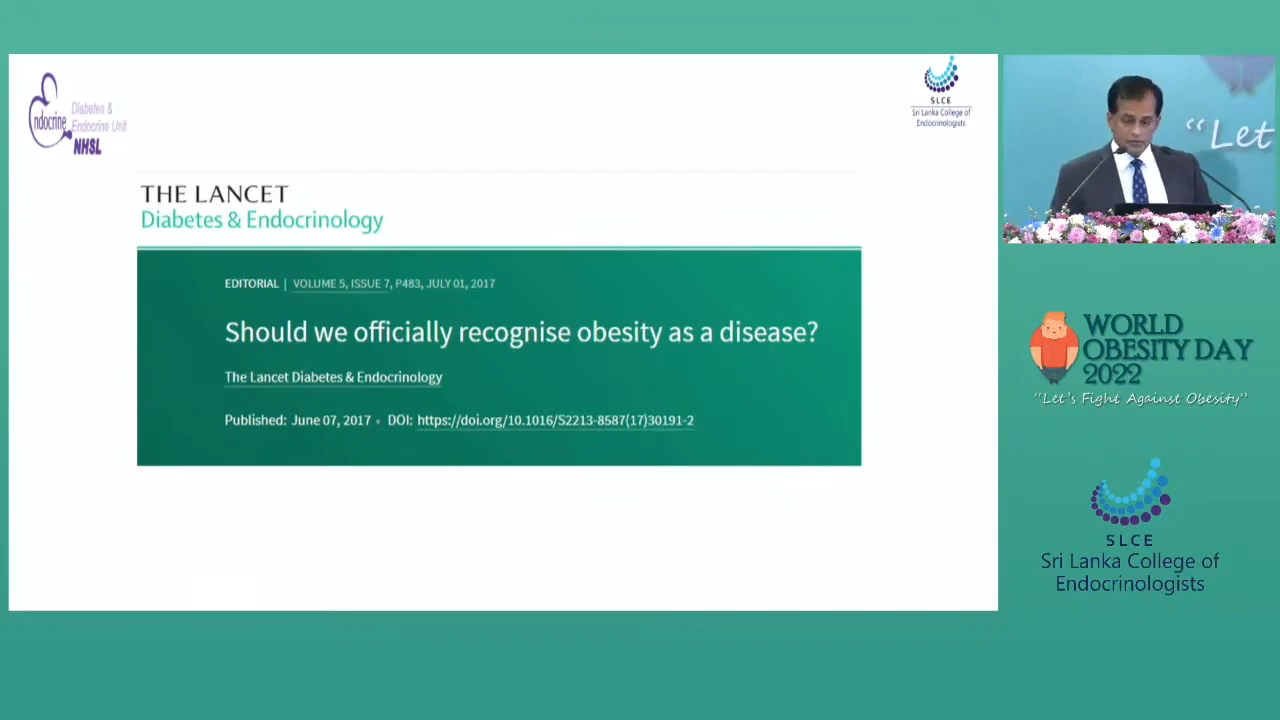 ndocrine
Diabetes &
Endocrine Unit
NHSL
SLCE
Sri Lanka College of
Endocrinologists
THE LANCET
Diabetes & Endocrinology
EDITORIAL | VOLUME 5, ISSUE 7, P483, JULY 01, 2017
Should we officially recognise obesity as a disease?
The Lancet Diabetes & Endocrinology
Published: June 07, 2017 • DOI: https://doi.org/10.1016/S2213-8587(17)30191-2
“Let
WORLD
OBESITY DAY
2022
“Let's Fight Against Obesity”
SLCE
Sri Lanka College of
Endocrinologists